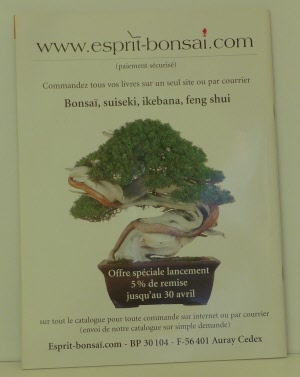 www.esprit-bonsai.com
(paiement sécurisé)
Commandez tous vos livres sur un seul site ou par courrier
Bonsaï, suiseki, ikebana, feng shui
Offre spéciale lancement
5 % de remise
jusqu'au 30 avril
sur tout le catalogue pour toute commande sur internet ou par courrier
(envoi de notre catalogue sur simple demande)
Esprit-bonsaï.com - BP 30 104 - F-56 401 Auray Cedex